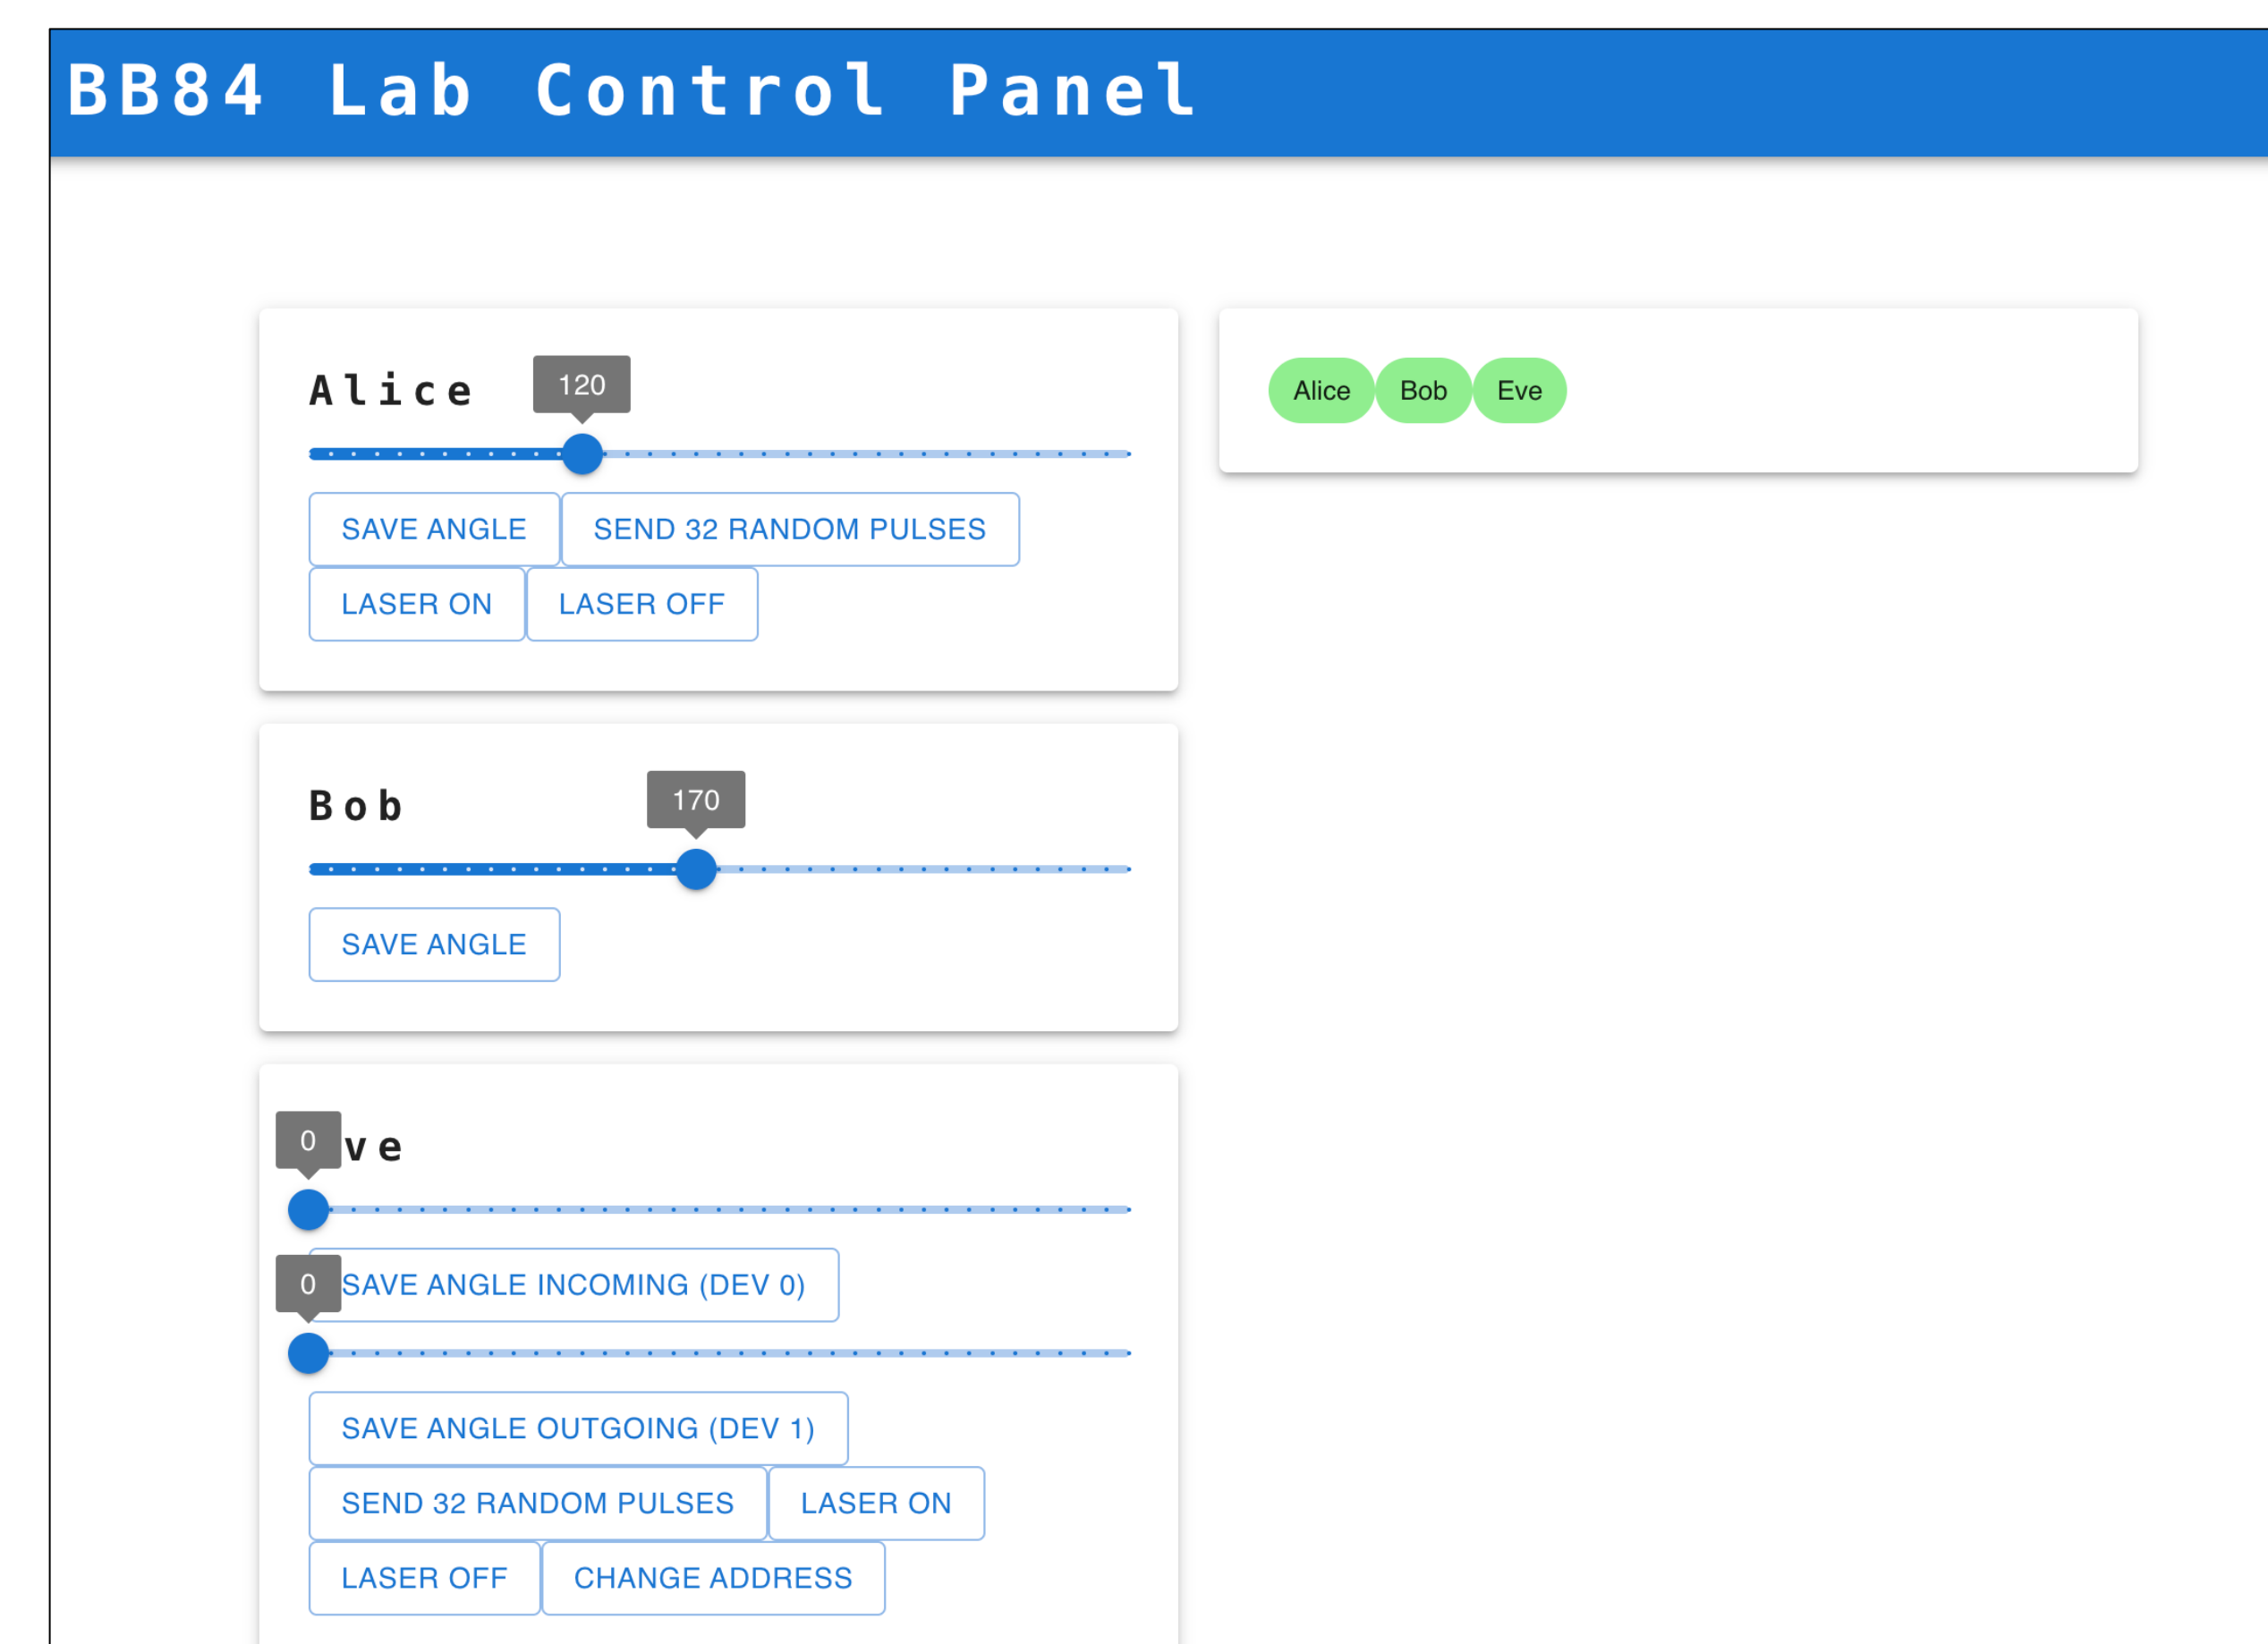 BB84 Lab Control Panel
Alice
120
SAVE ANGLE SEND 32 RANDOM PULSES
LASER ON LASER OFF
Bob
170
SAVE ANGLE
0 ve
0 SAVE ANGLE INCOMING (DEV 0)
SAVE ANGLE OUTGOING (DEV 1)
SEND 32 RANDOM PULSES LASER ON
LASER OFF CHANGE ADDRESS
Alice Bob Eve